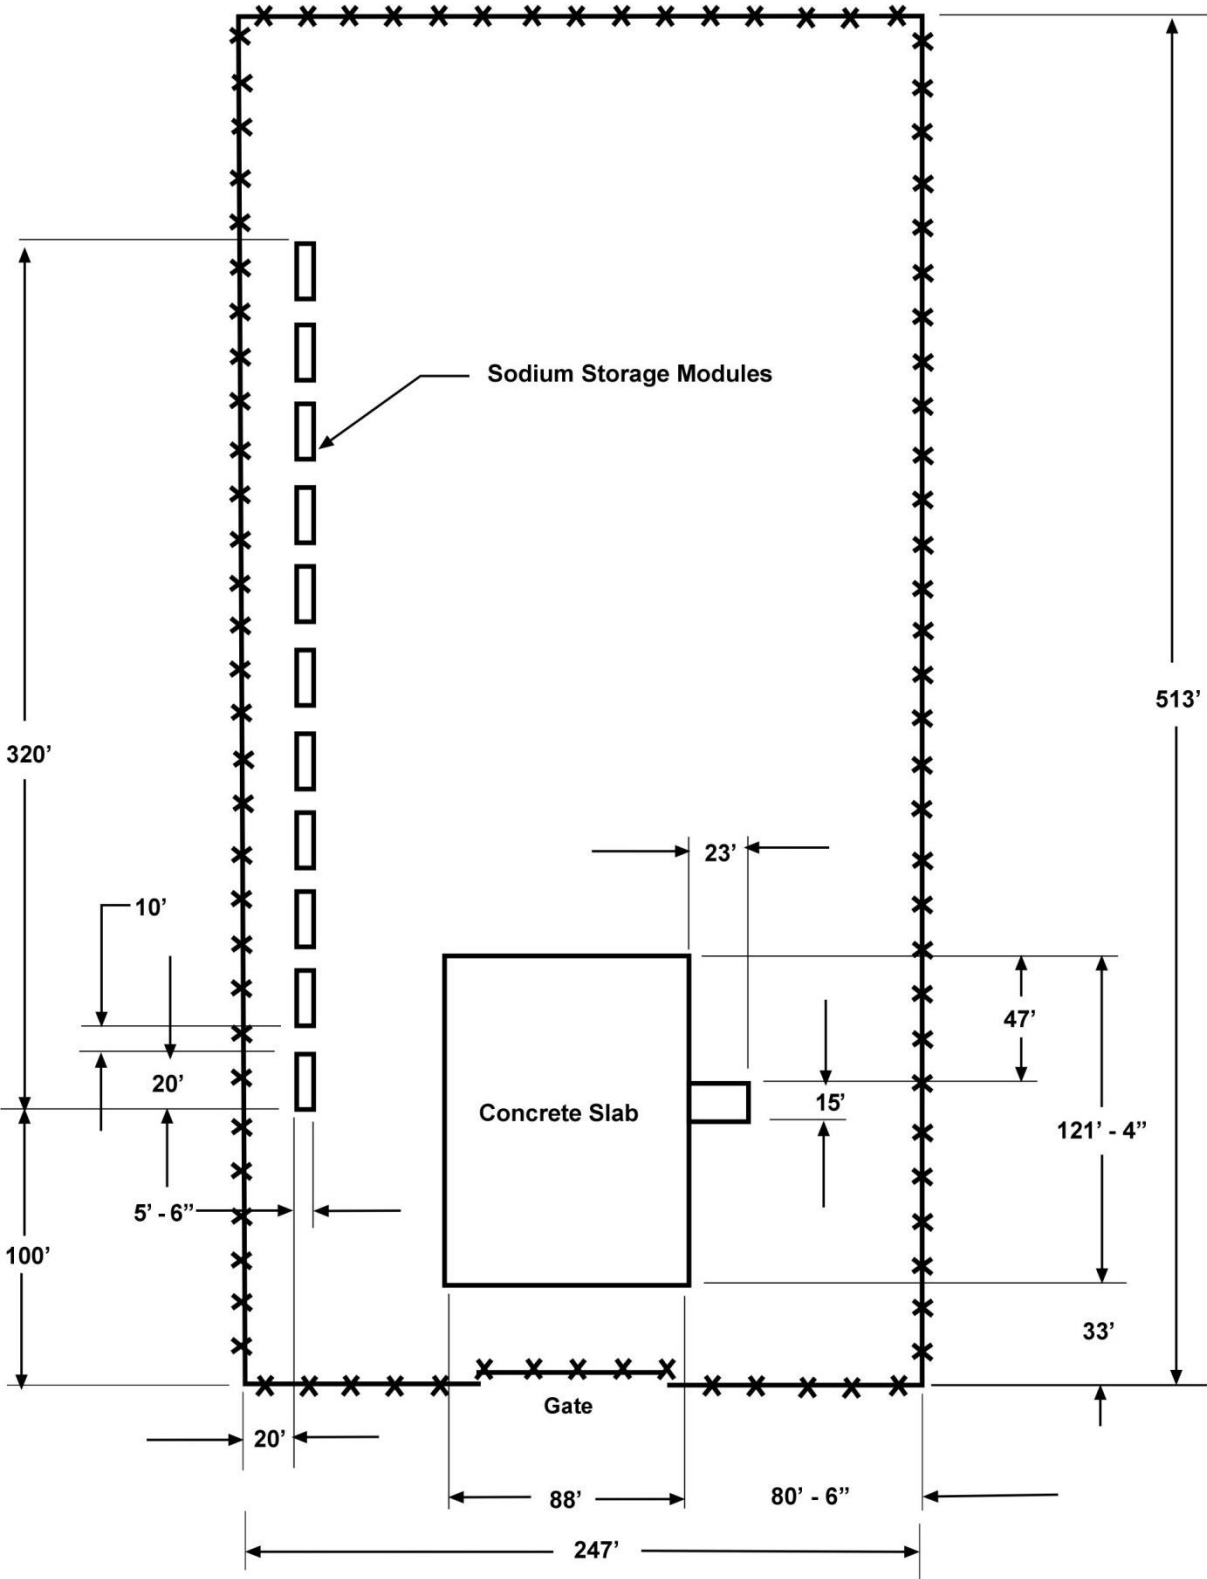 Sodium Storage Modules
513’
320’
23’
10’
47’
20’
15’
Concrete Slab
121’ - 4”
5’ - 6”
100’
33’
Gate
20’
88’
80’ - 6”
247’